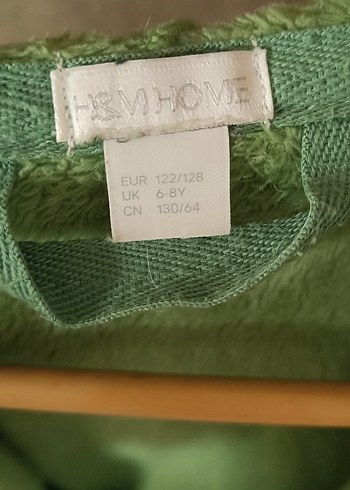 H&M HOME
EUR 122/128
UK 6-8Y
CN 130/64